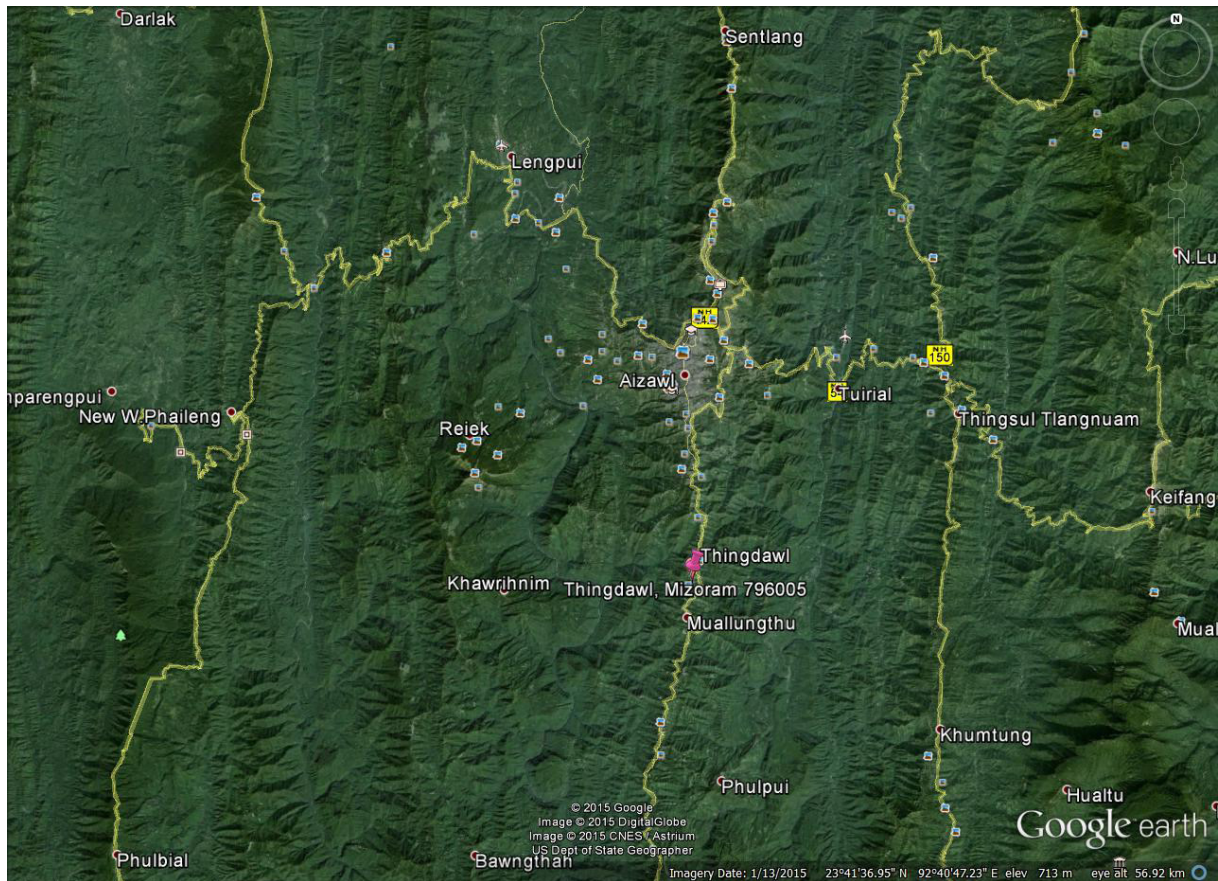 Darlak
Sentlang
N
Lengpui
N.Lu
NH
Aizawl
NH
150
54
Tuirial
nparengpui
New W.Phaileng
Reiek
Thingsul Tlangnuam
Keifang
Thingdawl
Khawrihnim
Thingdawl, Mizoram 796005
Muallungthu
Mual
Khumtung
Phulpui
Hualtu
© 2015 Google
Image © 2015 DigitalGlobe
Image © 2015 CNES / Astrium
US Dept of State Geographer
Google earth
Phulbial
Bawngthah
Imagery Date: 1/13/2015 23°41'36.95" N 92°40'47.23" E elev 713 m eye alt 56.92 km